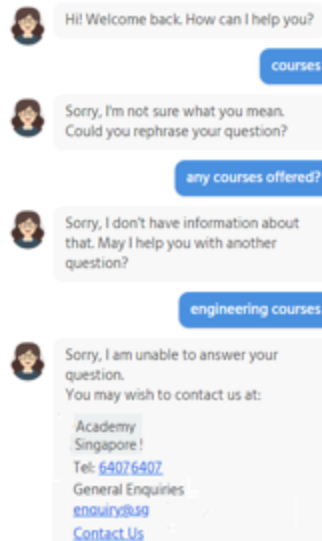 Hi! Welcome back. How can I help you?
courses
Sorry, I'm not sure what you mean.
Could you rephrase your question?
any courses offered?
Sorry, I don't have information about
that. May I help you with another
question?
engineering courses
Sorry, I am unable to answer your
question.
You may wish to contact us at:
Academy
Singapore!
Tel: 64076407
General Enquiries
enquiry@sg
Contact Us